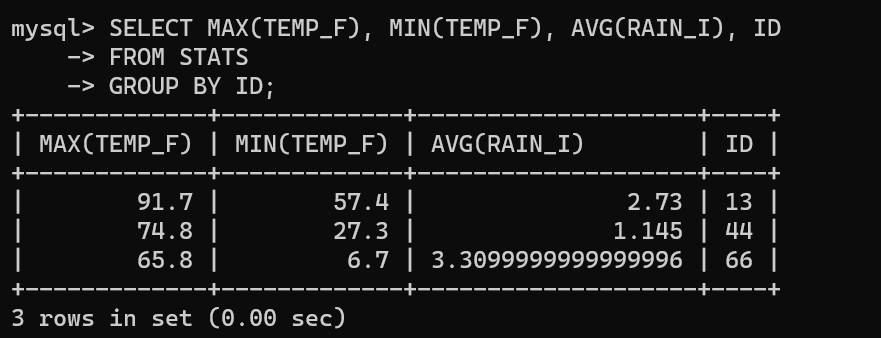 mysql> SELECT MAX(TEMP_F), MIN(TEMP_F), AVG(RAIN_I), ID
    -> FROM STATS
    -> GROUP BY ID;
+-------------+-------------+--------------------+----+
| MAX(TEMP_F) | MIN(TEMP_F) | AVG(RAIN_I)        | ID |
+-------------+-------------+--------------------+----+
|        91.7 |        57.4 |               2.73 | 13 |
|        74.8 |        27.3 |              1.145 | 44 |
|        65.8 |         6.7 | 3.3099999999999996 | 66 |
+-------------+-------------+--------------------+----+
3 rows in set (0.00 sec)